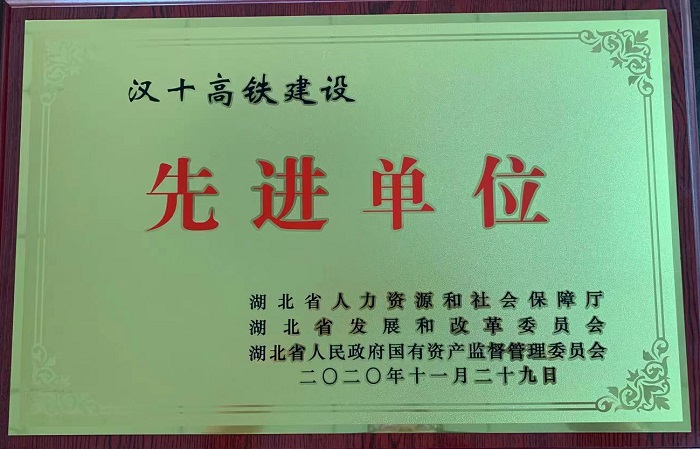 汉十高铁建设
先进单位
湖北省人力资源和社会保障厅
湖北省发展和改革委员会
湖北省人民政府国有资产监督管理委员会
二〇二〇年十一月二十九日